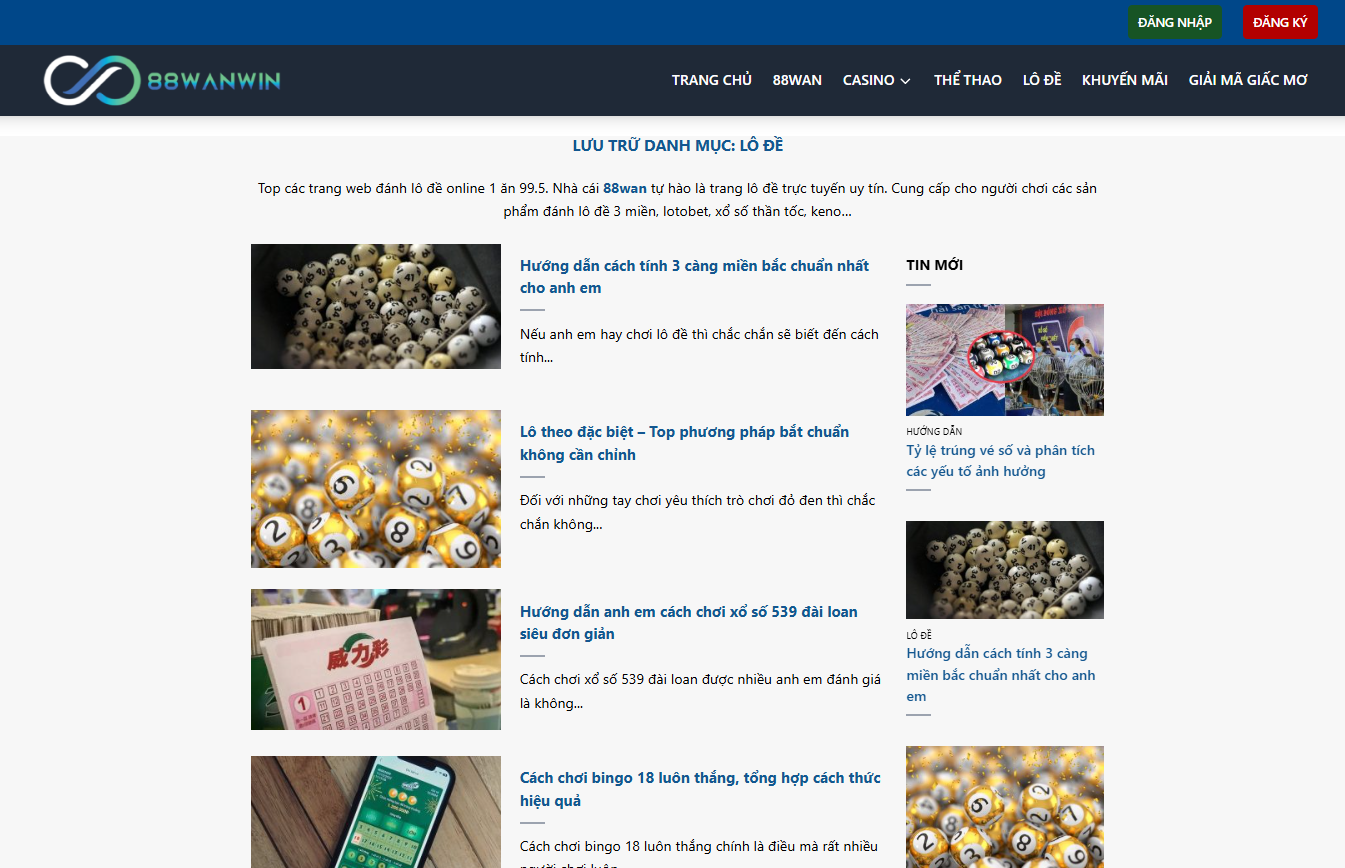 ĐĂNG NHẬP
ĐĂNG KÝ
88WANWIN
TRANG CHỦ
88WAN
CASINO
THỂ THAO
LÔ ĐỀ
KHUYẾN MÃI
GIẢI MÃ GIẤC MƠ
LƯU TRỮ DANH MỤC: LÔ ĐỀ
Top các trang web đánh lô đề online 1 ăn 99.5. Nhà cái 88wan tự hào là trang lô đề trực tuyến uy tín. Cung cấp cho người chơi các sản
phẩm đánh lô đề 3 miền, lotobet, xổ số thần tốc, keno…
Hướng dẫn cách tính 3 càng miền bắc chuẩn nhất
cho anh em
Nếu anh em hay chơi lô đề thì chắc chắn sẽ biết đến cách
tính...
Lô theo đặc biệt – Top phương pháp bắt chuẩn
không cần chỉnh
Đối với những tay chơi yêu thích trò chơi đỏ đen thì chắc
chắn không...
威力彩
Hướng dẫn anh em cách chơi xổ số 539 đài loan
siêu đơn giản
Cách chơi xổ số 539 đài loan được nhiều anh em đánh giá
là không...
Cách chơi bingo 18 luôn thắng, tổng hợp cách thức
hiệu quả
Cách chơi bingo 18 luôn thắng chính là điều mà rất nhiều
người chơi luôn
TIN MỚI
HƯỚNG DẪN
Tỷ lệ trúng vé số và phân tích
các yếu tố ảnh hưởng
LÔ ĐỀ
Hướng dẫn cách tính 3 càng
miền bắc chuẩn nhất cho anh
em